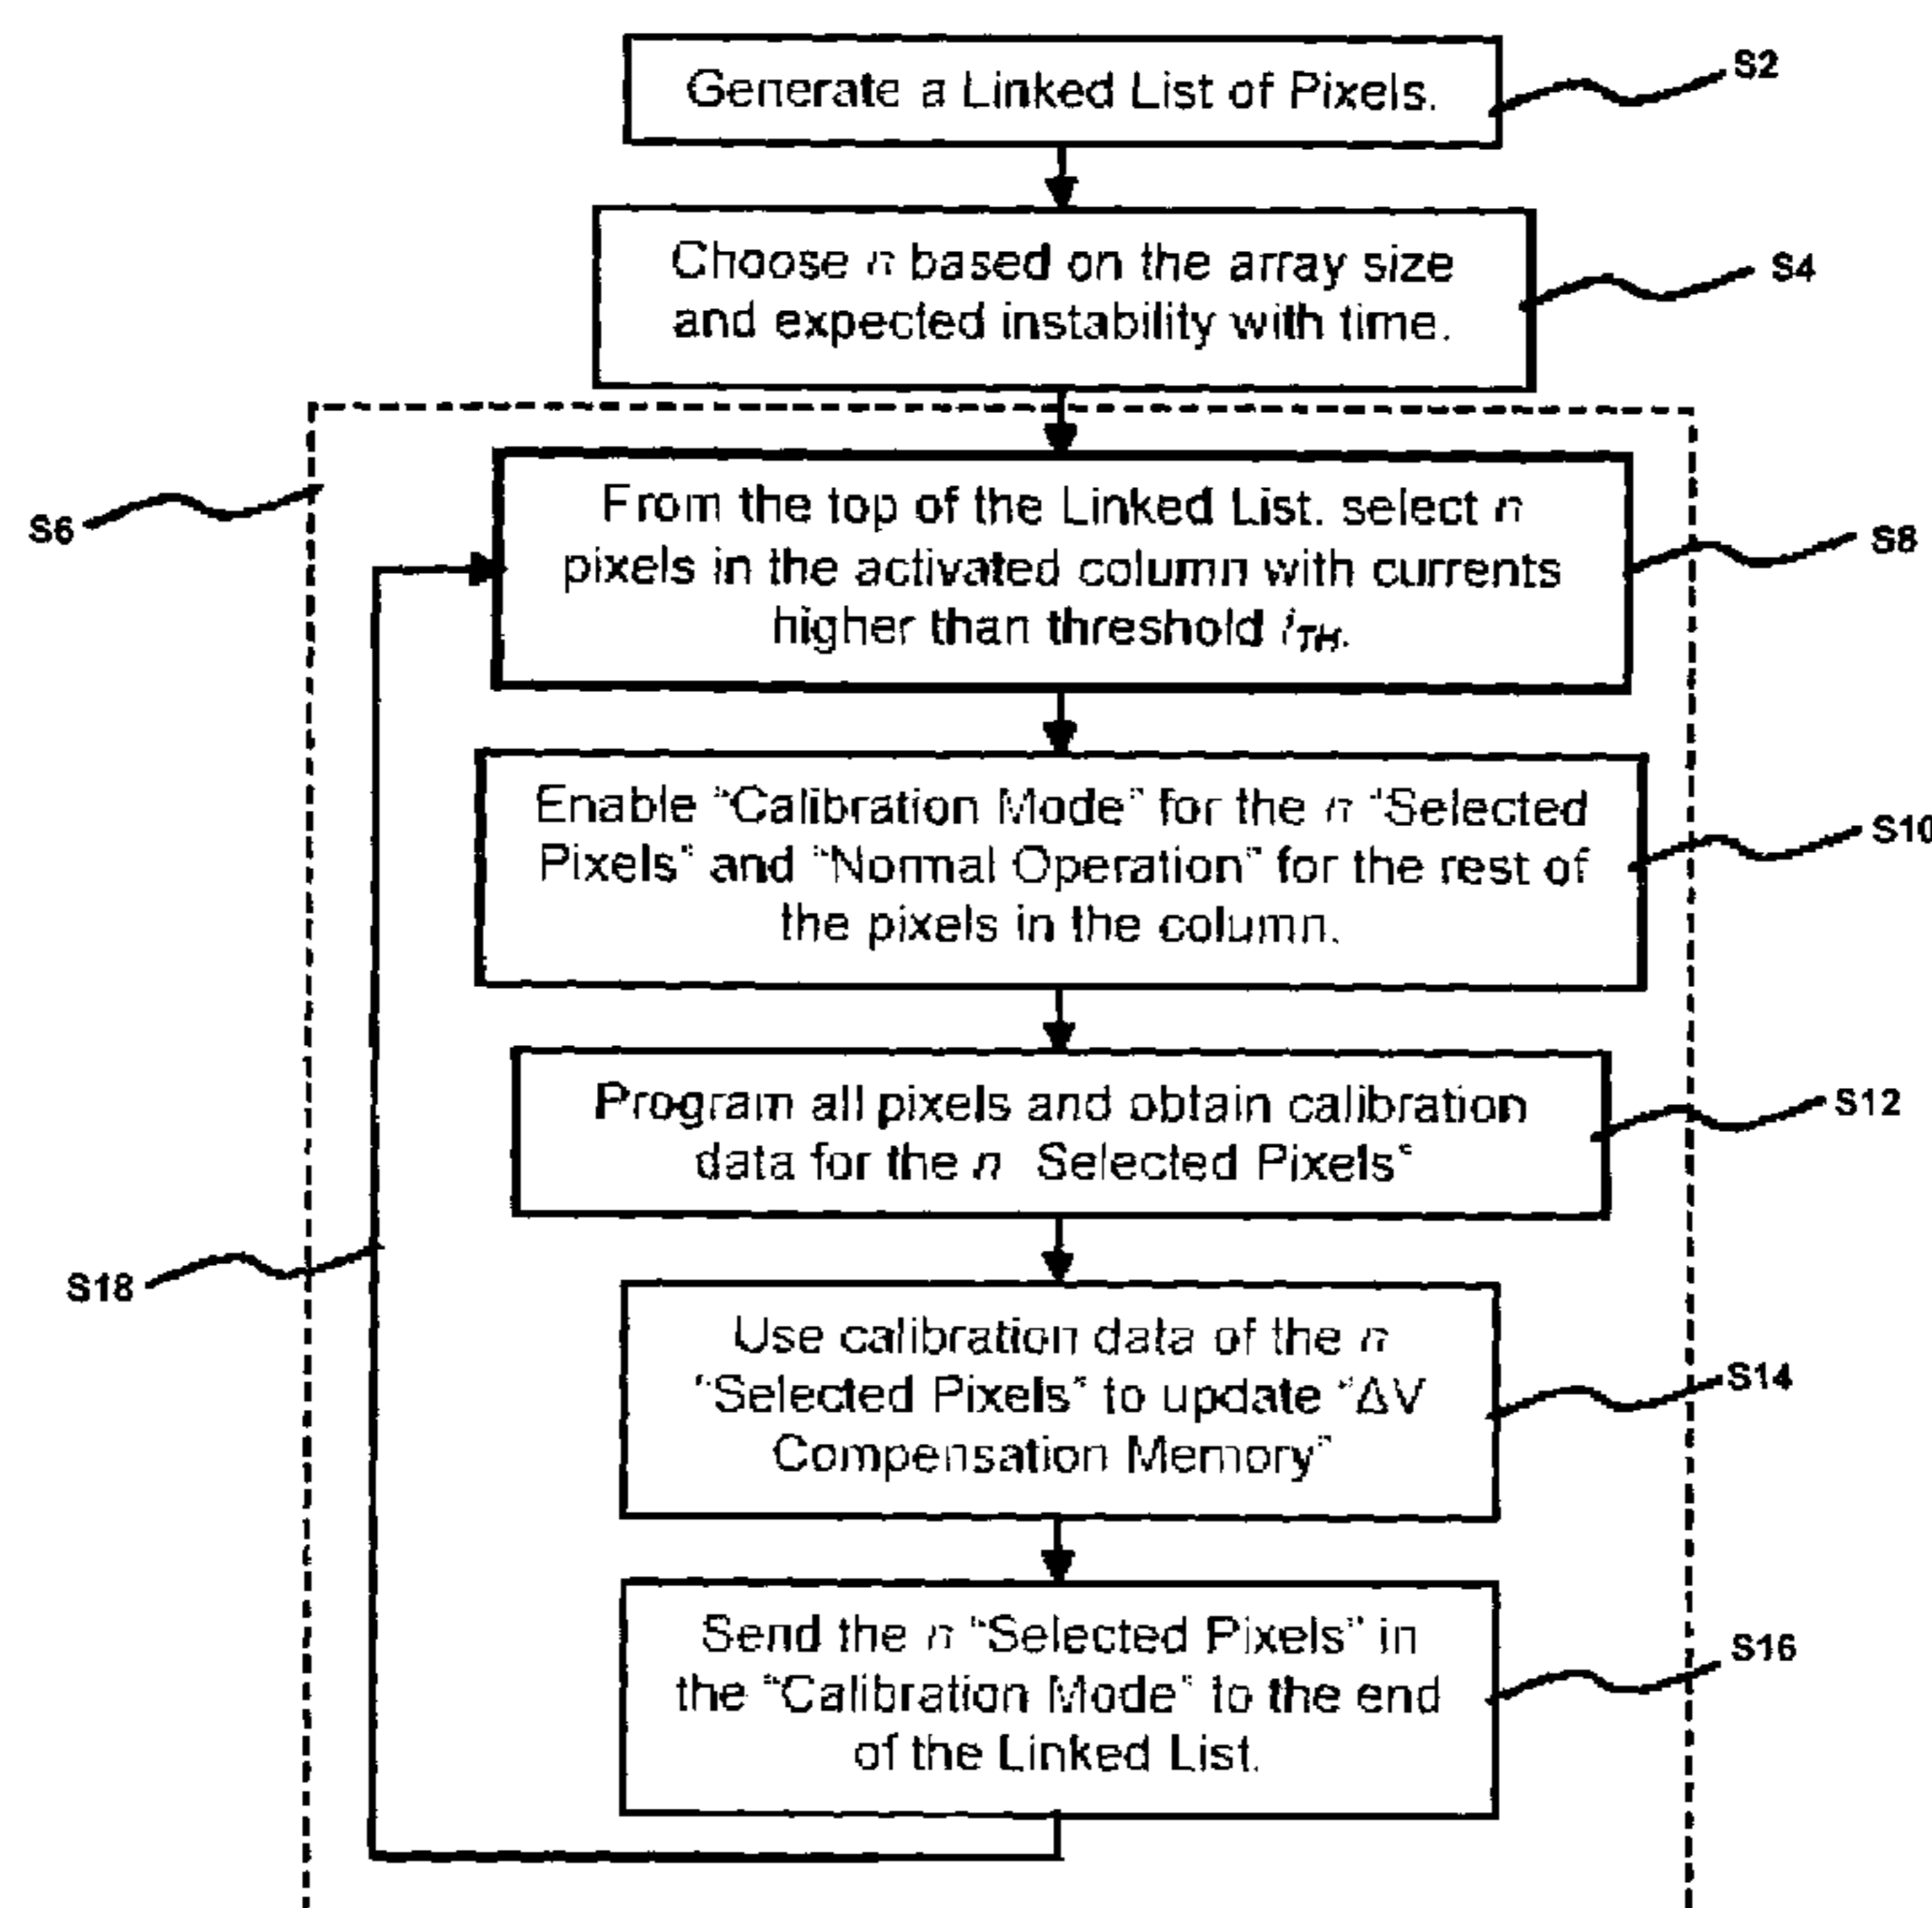 Generate a Linked List of Pixels.
S2
Choose n based on the array size
and expected instability with time.
S4
S6
From the top of the Linked List. select n
pixels in the activated column with currents
higher than threshold I_TH.
S8
Enable "Calibration Mode" for the n "Selected
Pixels" and "Normal Operation" for the rest of
the pixels in the column.
S10
Program all pixels and obtain calibration
data for the n Selected Pixels"
S12
S18
Use calibration data of the n
"Selected Pixels" to update "ΔV
Compensation Memory"
S14
Send the n "Selected Pixels" in
the "Calibration Mode" to the end
of the Linked List.
S16